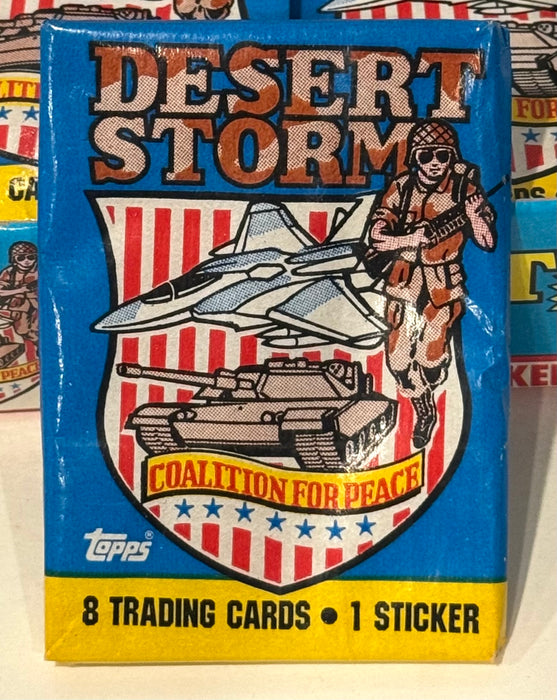 DESERT
STORM
COALITION FOR PEACE
topps®
8 TRADING CARDS • 1 STICKER